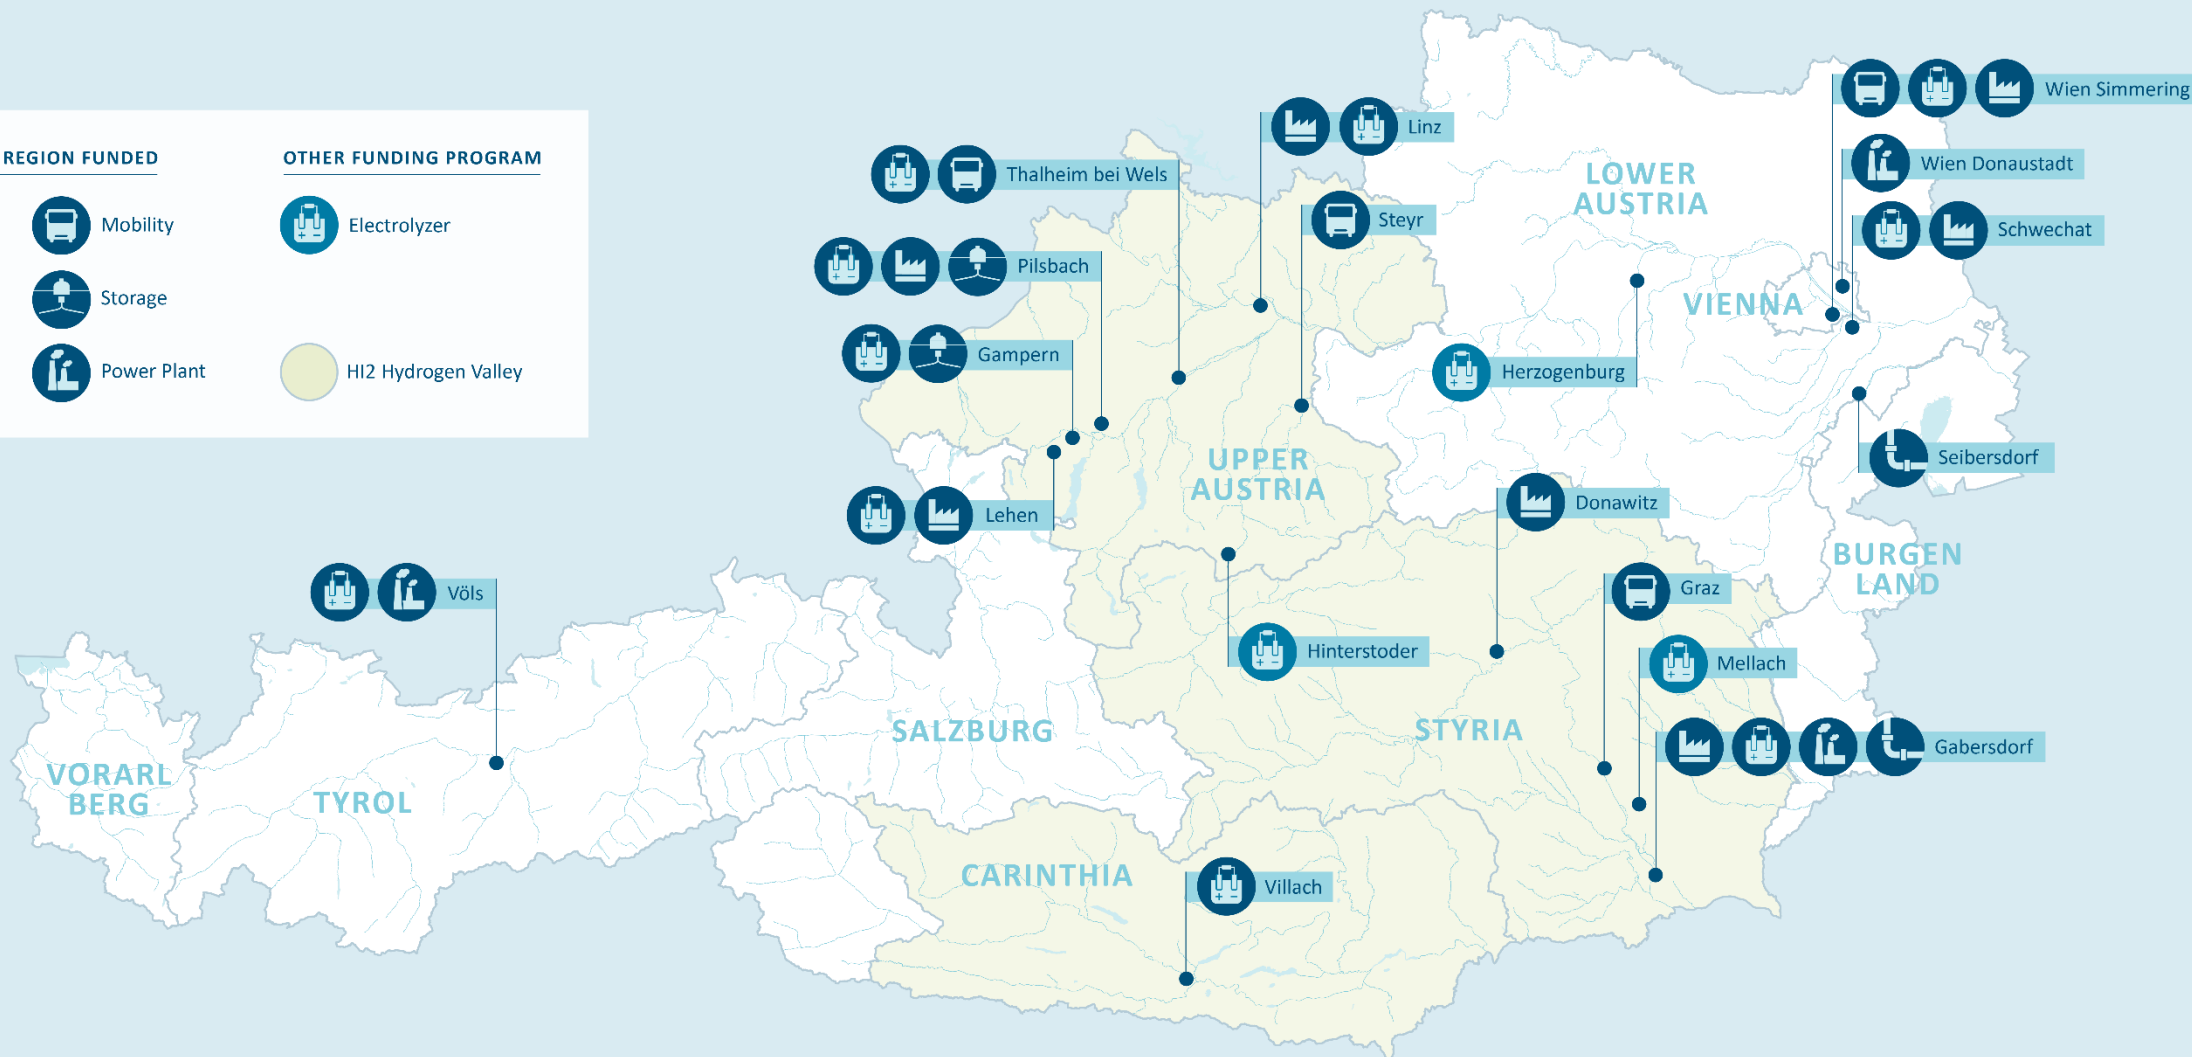 REGION FUNDED
OTHER FUNDING PROGRAM
Mobility
Electrolyzer
Storage
Power Plant
HI2 Hydrogen Valley
Wien Simmering
Linz
Wien Donaustadt
Thalheim bei Wels
LOWER
AUSTRIA
Steyr
Schwechat
Pilsbach
VIENNA
Gampern
Herzogenburg
UPPER
AUSTRIA
Seibersdorf
Donawitz
Lehen
BURGEN
LAND
Völs
Graz
Hinterstoder
Mellach
SALZBURG
STYRIA
Gabersdorf
VORARL
BERG
TYROL
CARINTHIA
Villach